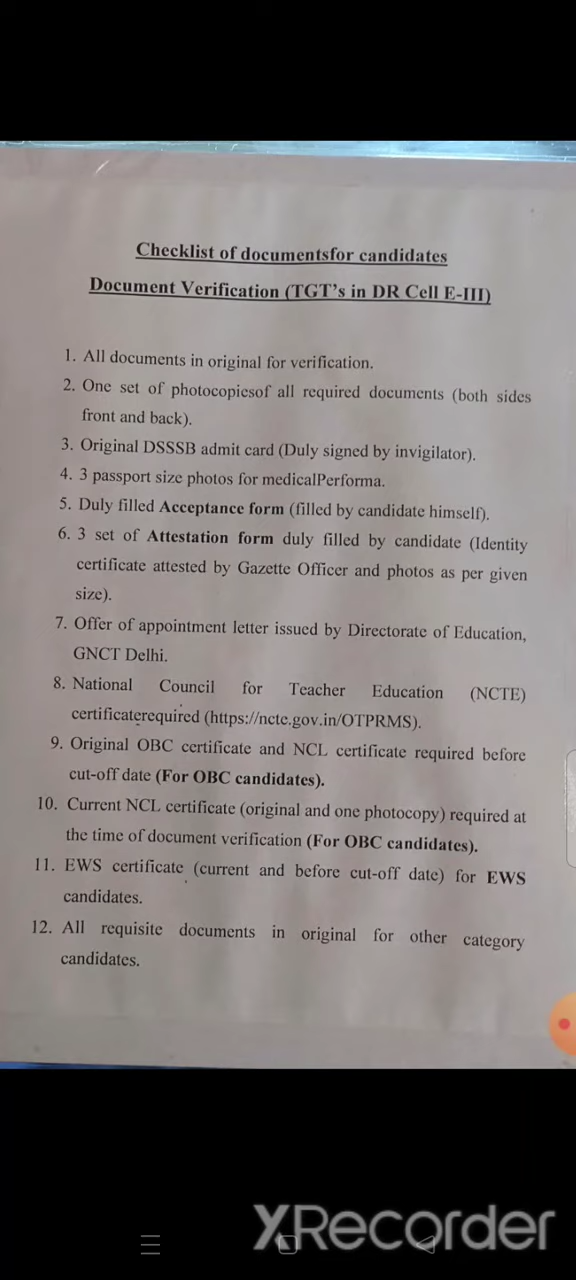 Checklist of documentsfor candidates
Document Verification (TGT's in DR Cell E-III)
1. All documents in original for verification.
2. One set of photocopiesof all required documents (both sides
front and back).
3. Original DSSSB admit card (Duly signed by invigilator).
4. 3 passport size photos for medicalPerforma.
5. Duly filled Acceptance form (filled by candidate himself).
6. 3 set of Attestation form duly filled by candidate (Identity
certificate attested by Gazette Officer and photos as per given
size).
7. Offer of appointment letter issued by Directorate of Education,
GNCT Delhi.
8. National Council for Teacher Education (NCTE)
certificaterequired (https://ncte.gov.in/OTPRMS).
9. Original OBC certificate and NCL certificate required before
cut-off date (For OBC candidates).
10. Current NCL certificate (original and one photocopy) required at
the time of document verification (For OBC candidates).
11. EWS certificate (current and before cut-off date) for EWS
candidates.
12. All requisite documents in original for other category
candidates.
XRecorder